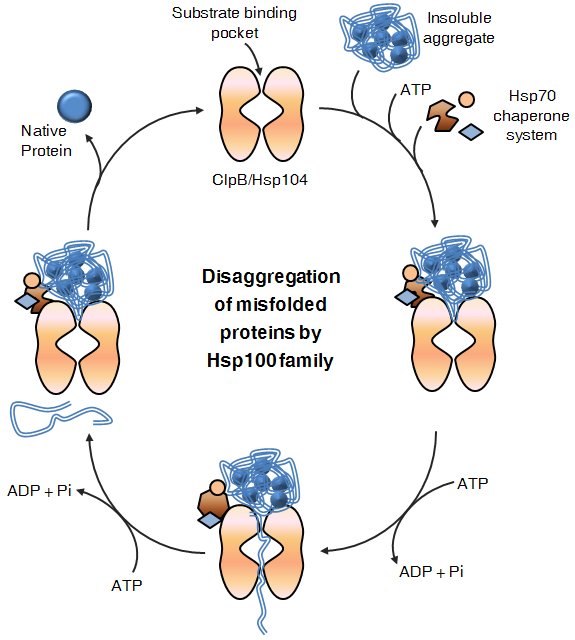 Substrate binding
pocket
Insoluble
aggregate
ATP
Hsp70
chaperone
system
Native
Protein
ClpB/Hsp104
Disaggregation
of misfolded
proteins by
Hsp100 family
ATP
ADP + Pi
ADP + Pi
ATP